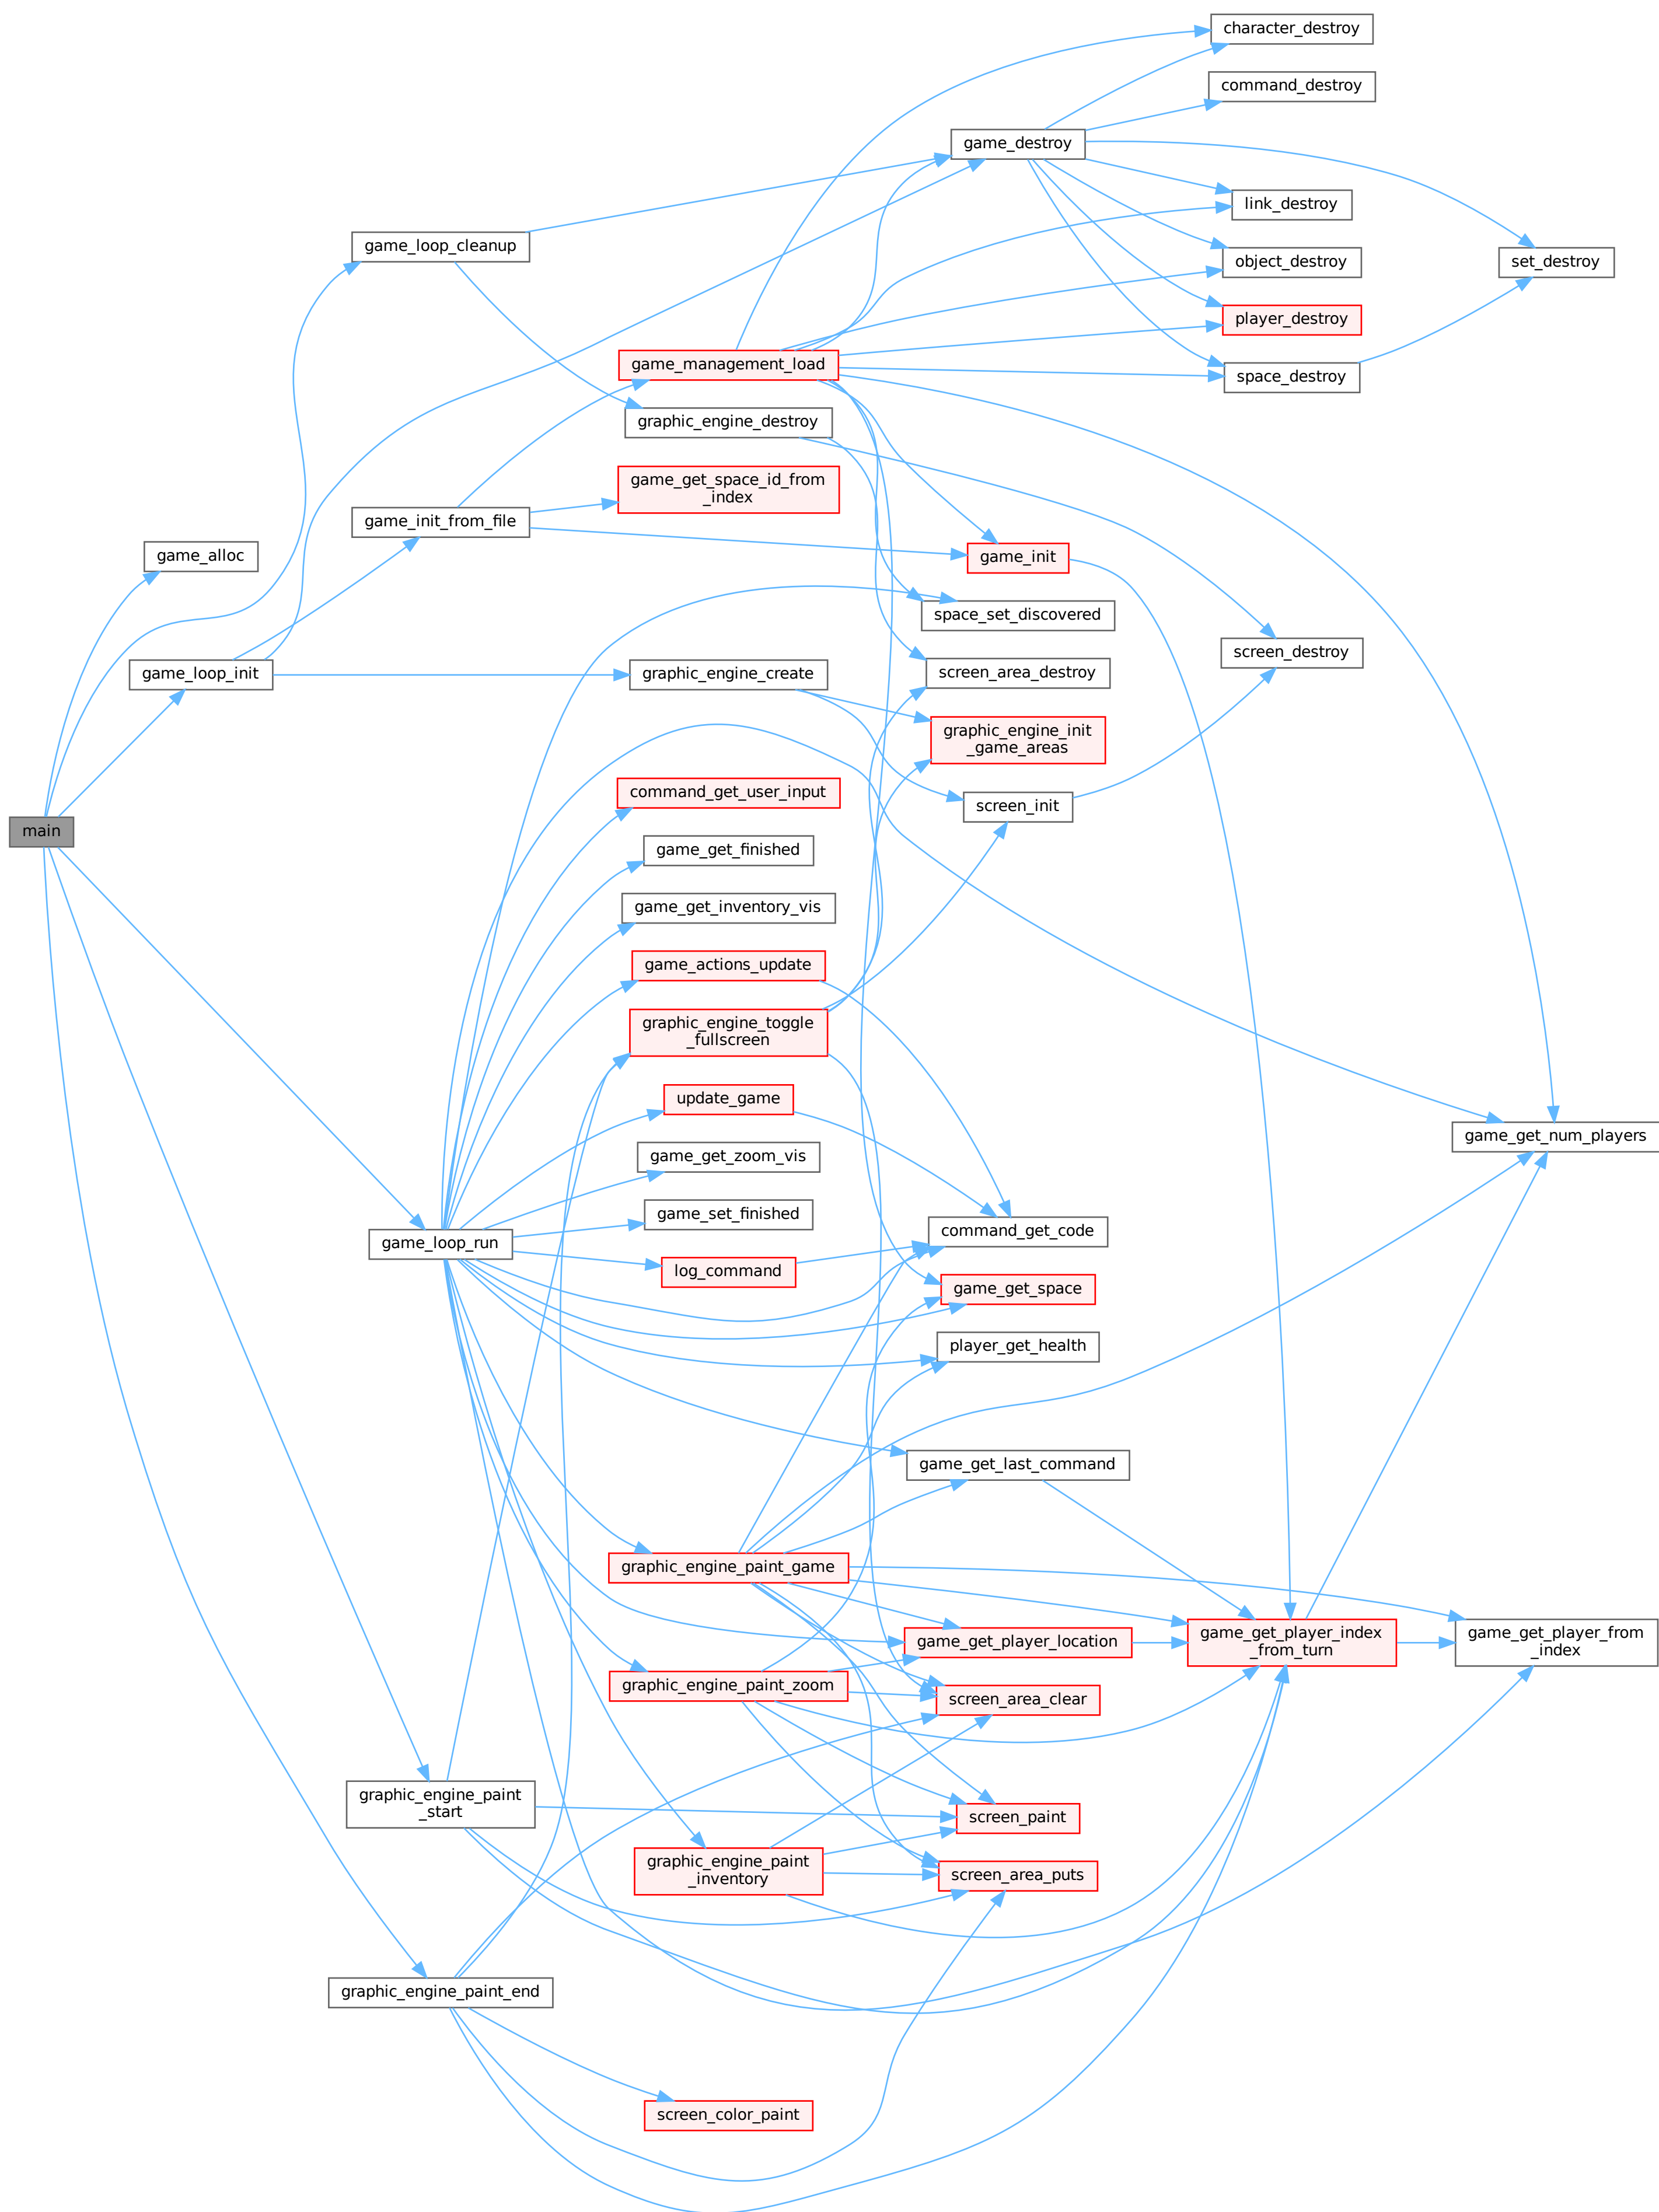 character_destroy
command_destroy
game_destroy
link_destroy
game_loop_cleanup
object_destroy
set_destroy
player_destroy
game_management_load
space_destroy
graphic_engine_destroy
game_get_space_id_from
_index
game_init_from_file
game_alloc
game_init
space_set_discovered
screen_destroy
game_loop_init
graphic_engine_create
screen_area_destroy
graphic_engine_init
_game_areas
command_get_user_input
screen_init
main
game_get_finished
game_get_inventory_vis
game_actions_update
graphic_engine_toggle
_fullscreen
update_game
game_get_num_players
game_get_zoom_vis
game_set_finished
command_get_code
game_loop_run
log_command
game_get_space
player_get_health
game_get_last_command
graphic_engine_paint_game
game_get_player_location
game_get_player_index
_from_turn
game_get_player_from
_index
graphic_engine_paint_zoom
screen_area_clear
graphic_engine_paint
_start
screen_paint
graphic_engine_paint
_inventory
screen_area_puts
graphic_engine_paint_end
screen_color_paint